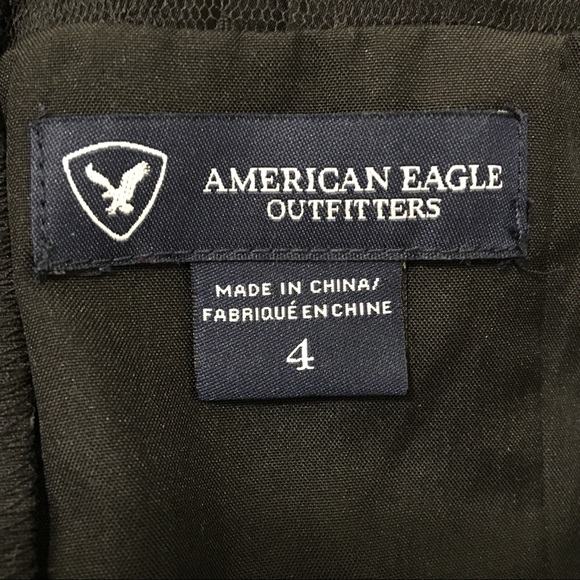 AMERICAN EAGLE
OUTFITTERS
MADE IN CHINA/
FABRIQUÉ EN CHINE
4